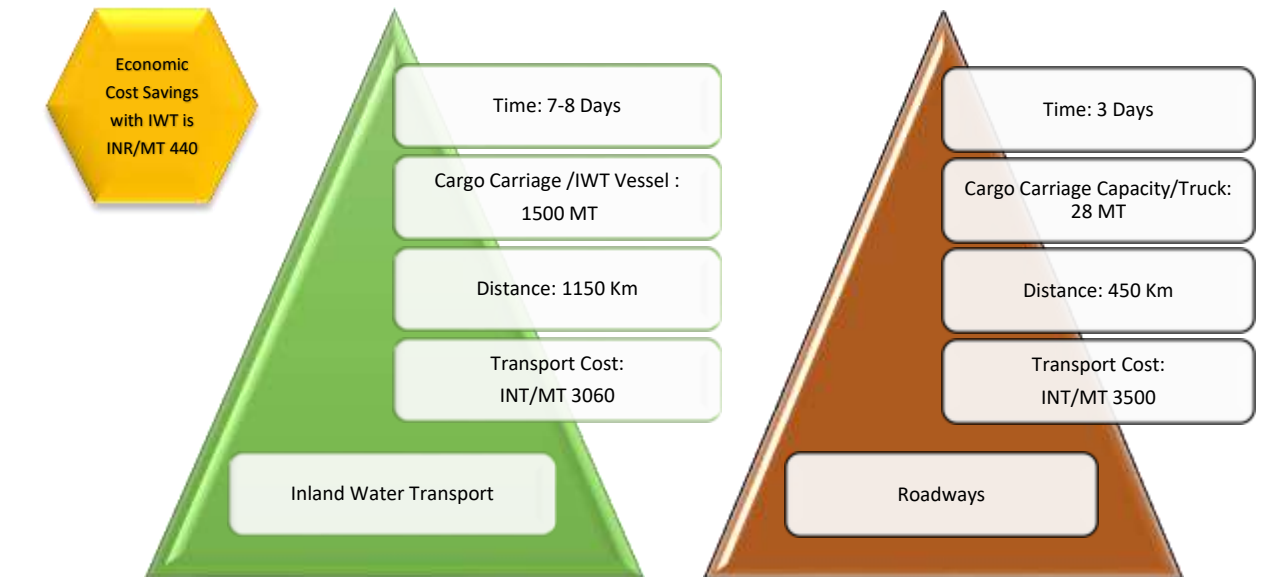 Economic
Cost Savings
with IWT is
INR/MT 440
Time: 7-8 Days
Cargo Carriage /IWT Vessel :
1500 MT
Distance: 1150 Km
Transport Cost:
INT/MT 3060
Inland Water Transport
Time: 3 Days
Cargo Carriage Capacity/Truck:
28 MT
Distance: 450 Km
Transport Cost:
INT/MT 3500
Roadways